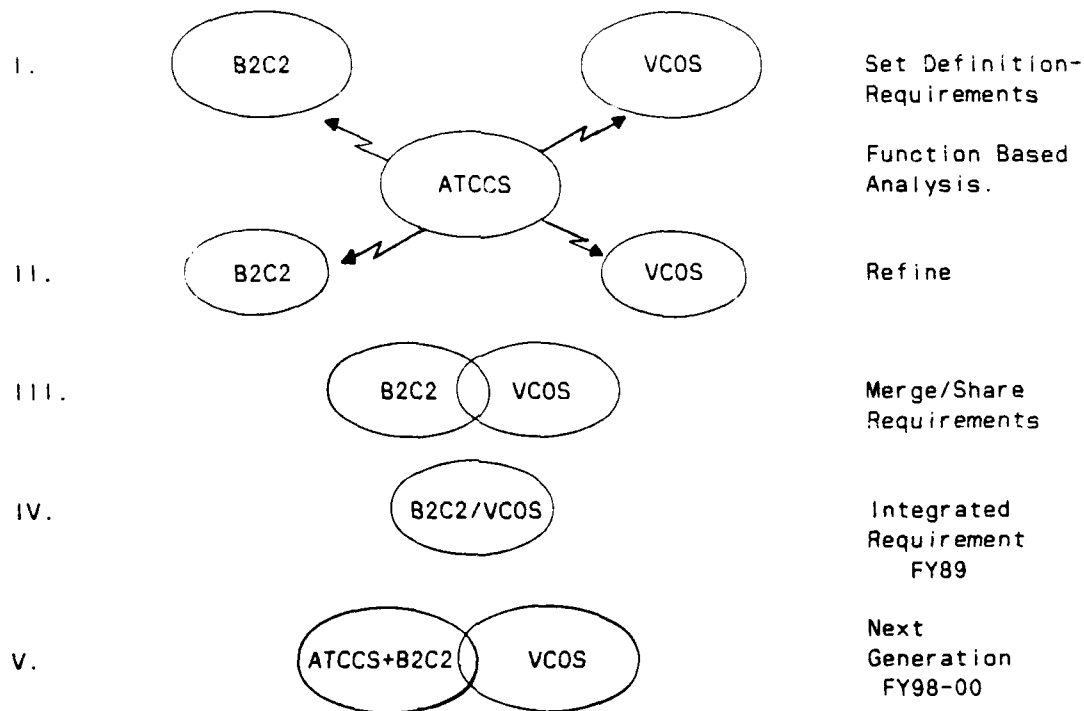 I.
B2C2
VCOS
Set Definition-
Requirements
ATCCS
Function Based
Analysis.
II.
B2C2
VCOS
Refine
III.
B2C2
VCOS
Merge/Share
Requirements
IV.
B2C2/VCOS
Integrated
Requirement
FY89
V.
ATCCS+B2C2
VCOS
Next
Generation
FY98-00